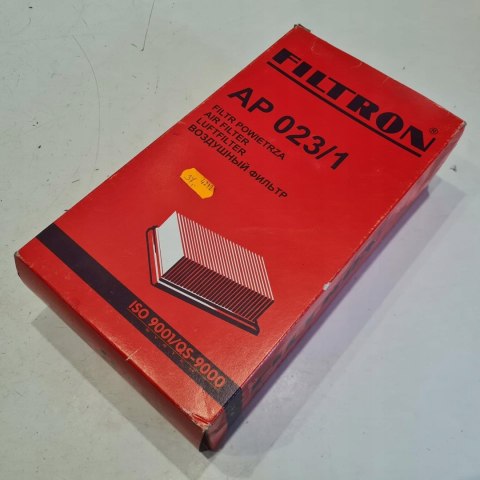 FILTRON®
AP 023/1
FILTR POWIETRZA
AIR FILTER
LUFTFILTER
ВОЗДУШНЫЙ ФИЛЬТР
ISO 9001/QS-9000